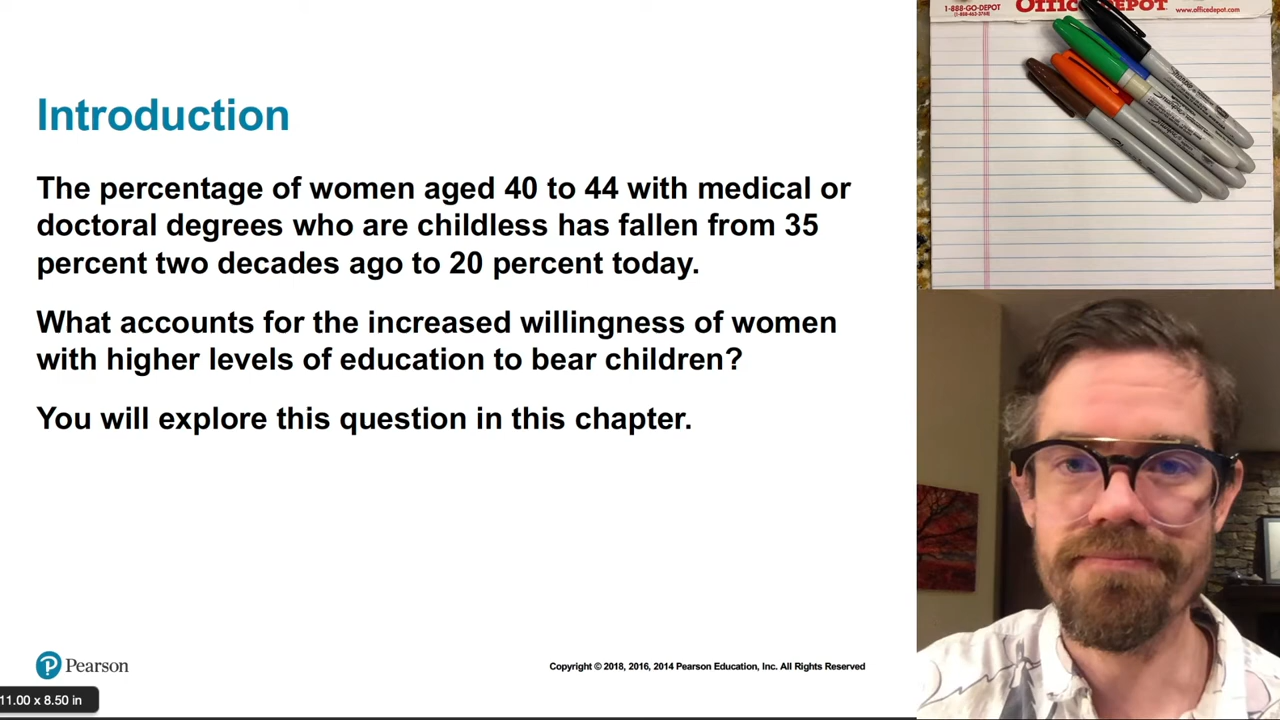 Introduction
The percentage of women aged 40 to 44 with medical or
doctoral degrees who are childless has fallen from 35
percent two decades ago to 20 percent today.
What accounts for the increased willingness of women
with higher levels of education to bear children?
You will explore this question in this chapter.
Pearson
Copyright © 2018, 2016, 2014 Pearson Education, Inc. All Rights Reserved
11.00 x 8.50 in
1-888-GO-DEPOT
(1-888-463-3768)
www.officedepot.com